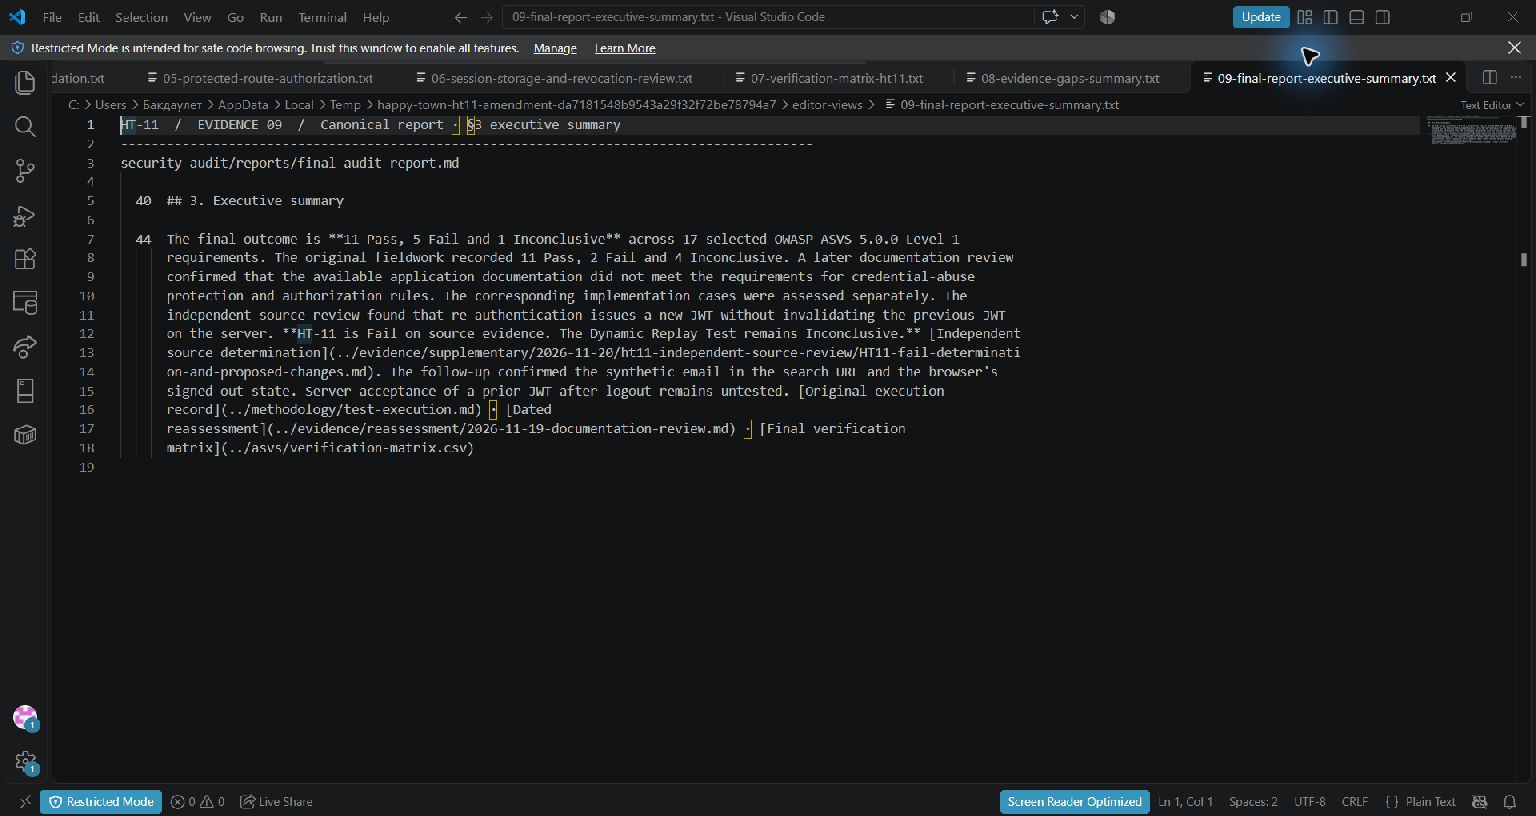 File Edit Selection View Go Run Terminal Help
09-final-report-executive-summary.txt - Visual Studio Code
Update
Restricted Mode is intended for safe code browsing. Trust this window to enable all features. Manage Learn More
dation.txt 05-protected-route-authorization.txt 06-session-storage-and-revocation-review.txt 07-verification-matrix-ht11.txt 08-evidence-gaps-summary.txt 09-final-report-executive-summary.txt
C: > Users > Бакдаулет > AppData > Local > Temp > happy-town-ht11-amendment-da7181548b9543a29f32f72be78794a7 > editor-views > 09-final-report-executive-summary.txt
Text Editor
1 HT-11 / EVIDENCE 09 / Canonical report · §3 executive summary
2 --------------------------------------------------------------------------------
3 security audit/reports/final audit report.md
4
5 40 ## 3. Executive summary
6
7 44 The final outcome is **11 Pass, 5 Fail and 1 Inconclusive** across 17 selected OWASP ASVS 5.0.0 Level 1
8 requirements. The original fieldwork recorded 11 Pass, 2 Fail and 4 Inconclusive. A later documentation review
9 confirmed that the available application documentation did not meet the requirements for credential-abuse
10 protection and authorization rules. The corresponding implementation cases were assessed separately. The
11 independent source review found that re authentication issues a new JWT without invalidating the previous JWT
12 on the server. **HT-11 is Fail on source evidence. The Dynamic Replay Test remains Inconclusive.** [Independent
13 source determination](../evidence/supplementary/2026-11-20/ht11-independent-source-review/HT11-fail-determinati
14 on-and-proposed-changes.md). The follow-up confirmed the synthetic email in the search URL and the browser's
15 signed out state. Server acceptance of a prior JWT after logout remains untested. [Original execution
16 record](../methodology/test-execution.md) · [Dated
17 reassessment](../evidence/reassessment/2026-11-19-documentation-review.md) · [Final verification
18 matrix](../asvs/verification-matrix.csv)
19
1
1
Restricted Mode 0 0 Live Share
Screen Reader Optimized Ln 1, Col 1 Spaces: 2 UTF-8 CRLF { } Plain Text